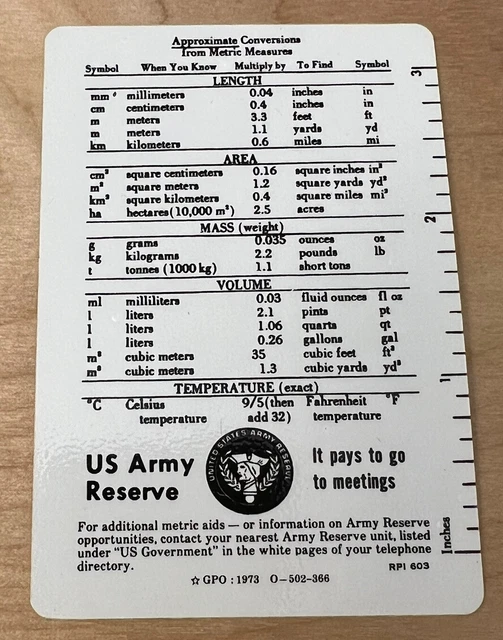 Approximate Conversions
from Metric Measures
Symbol When You Know Multiply by To Find Symbol
LENGTH
mm millimeters 0.04 inches in
cm centimeters 0.4 inches in
m meters 3.3 feet ft
m meters 1.1 yards yd
km kilometers 0.6 miles mi
AREA
cm² square centimeters 0.16 square inches in²
m² square meters 1.2 square yards yd²
km² square kilometers 0.4 square miles mi²
ha hectares (10,000 m²) 2.5 acres
MASS (weight)
g grams 0.035 ounces oz
kg kilograms 2.2 pounds lb
t tonnes (1000 kg) 1.1 short tons
VOLUME
ml milliliters 0.03 fluid ounces fl oz
l liters 2.1 pints pt
l liters 1.06 quarts qt
l liters 0.26 gallons gal
m³ cubic meters 35 cubic feet ft³
m³ cubic meters 1.3 cubic yards yd³
TEMPERATURE (exact)
°C Celsius 9/5 (then Fahrenheit °F
temperature add 32) temperature
US Army
Reserve
UNITED STATES ARMY RESERVE
It pays to go
to meetings
For additional metric aids — or information on Army Reserve
opportunities, contact your nearest Army Reserve unit, listed
under "US Government" in the white pages of your telephone
directory.
RPI 603
☆ GPO : 1973 O-502-366
3
2
1
Inches